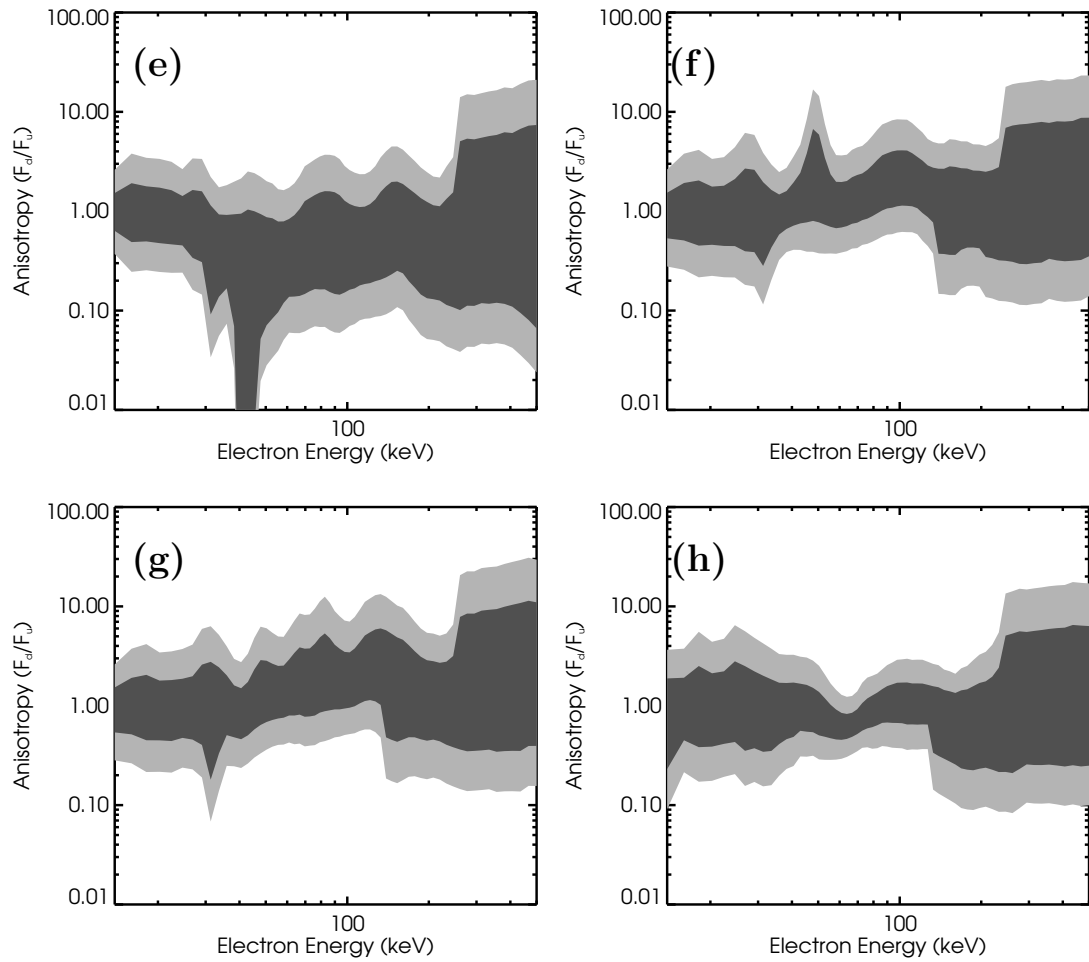 (e)
100.00
10.00
1.00
0.10
0.01
Anisotropy (F_d/F_u)
100
Electron Energy (keV)
(f)
100.00
10.00
1.00
0.10
0.01
Anisotropy (F_d/F_u)
100
Electron Energy (keV)
(g)
100.00
10.00
1.00
0.10
0.01
Anisotropy (F_d/F_u)
100
Electron Energy (keV)
(h)
100.00
10.00
1.00
0.10
0.01
Anisotropy (F_d/F_u)
100
Electron Energy (keV)